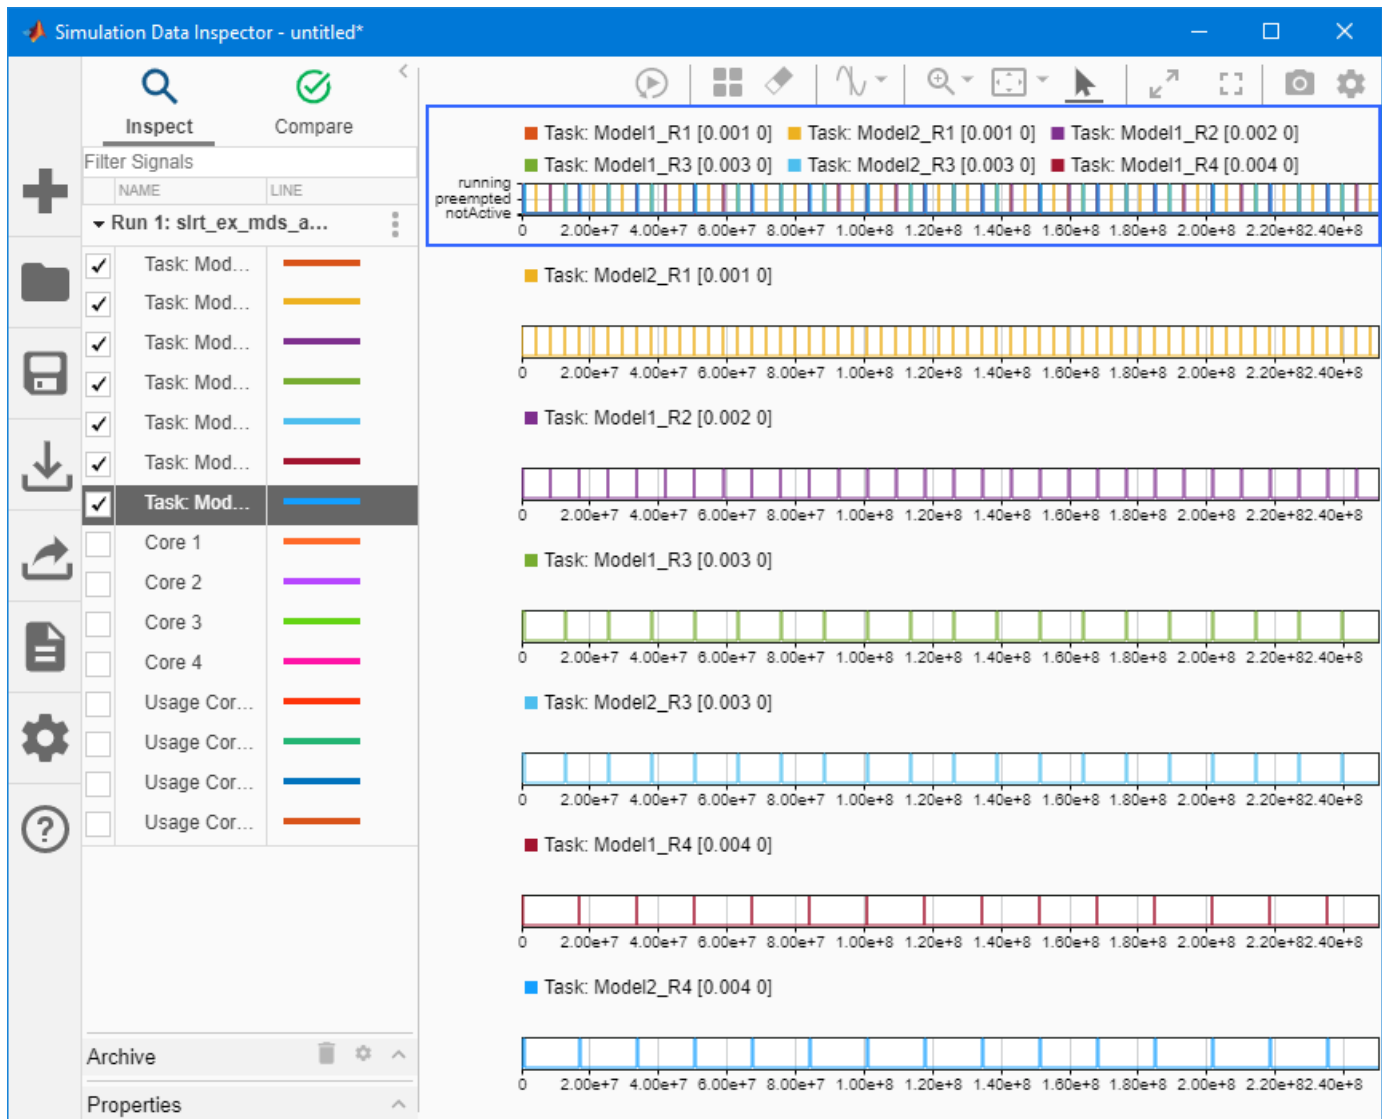 Simulation Data Inspector - untitled*
Inspect
Compare
Filter Signals
NAME
LINE
Run 1: slrt_ex_mds_a...
Task: Mod...
Task: Mod...
Task: Mod...
Task: Mod...
Task: Mod...
Task: Mod...
Task: Mod...
Core 1
Core 2
Core 3
Core 4
Usage Cor...
Usage Cor...
Usage Cor...
Usage Cor...
Archive
Properties
Task: Model1_R1 [0.001 0] Task: Model2_R1 [0.001 0] Task: Model1_R2 [0.002 0]
Task: Model1_R3 [0.003 0] Task: Model2_R3 [0.003 0] Task: Model1_R4 [0.004 0]
running
preempted
notActive
0 2.00e+7 4.00e+7 6.00e+7 8.00e+7 1.00e+8 1.20e+8 1.40e+8 1.60e+8 1.80e+8 2.00e+8 2.20e+8 2.40e+8
Task: Model2_R1 [0.001 0]
0 2.00e+7 4.00e+7 6.00e+7 8.00e+7 1.00e+8 1.20e+8 1.40e+8 1.60e+8 1.80e+8 2.00e+8 2.20e+8 2.40e+8
Task: Model1_R2 [0.002 0]
0 2.00e+7 4.00e+7 6.00e+7 8.00e+7 1.00e+8 1.20e+8 1.40e+8 1.60e+8 1.80e+8 2.00e+8 2.20e+8 2.40e+8
Task: Model1_R3 [0.003 0]
0 2.00e+7 4.00e+7 6.00e+7 8.00e+7 1.00e+8 1.20e+8 1.40e+8 1.60e+8 1.80e+8 2.00e+8 2.20e+8 2.40e+8
Task: Model2_R3 [0.003 0]
0 2.00e+7 4.00e+7 6.00e+7 8.00e+7 1.00e+8 1.20e+8 1.40e+8 1.60e+8 1.80e+8 2.00e+8 2.20e+8 2.40e+8
Task: Model1_R4 [0.004 0]
0 2.00e+7 4.00e+7 6.00e+7 8.00e+7 1.00e+8 1.20e+8 1.40e+8 1.60e+8 1.80e+8 2.00e+8 2.20e+8 2.40e+8
Task: Model2_R4 [0.004 0]
0 2.00e+7 4.00e+7 6.00e+7 8.00e+7 1.00e+8 1.20e+8 1.40e+8 1.60e+8 1.80e+8 2.00e+8 2.20e+8 2.40e+8